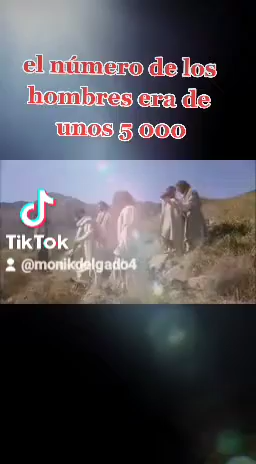 el número de los
hombres era de
unos 5 000
TikTok
@monikdelgado4